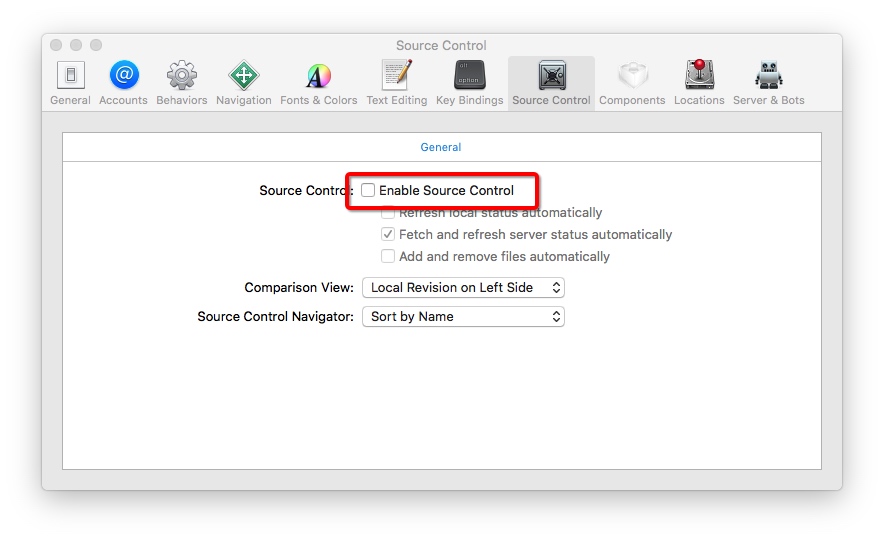 Source Control
General Accounts Behaviors Navigation Fonts & Colors Text Editing Key Bindings Source Control Components Locations Server & Bots
General
Source Control: Enable Source Control
Refresh local status automatically
Fetch and refresh server status automatically
Add and remove files automatically
Comparison View: Local Revision on Left Side
Source Control Navigator: Sort by Name